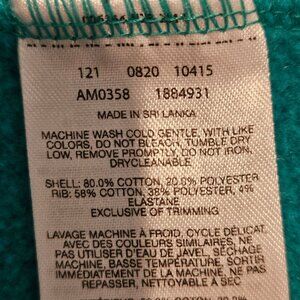 121 0820 10415
AM0358 1884931
MADE IN SRI LANKA
MACHINE WASH COLD GENTLE, WITH LIKE
COLORS, DO NOT BLEACH, TUMBLE DRY
LOW, REMOVE PROMPTLY, DO NOT IRON,
DRYCLEANABLE
SHELL: 80.0% COTTON, 20.0% POLYESTER
RIB: 58% COTTON, 38% POLYESTER, 4%
ELASTANE
EXCLUSIVE OF TRIMMING
LAVAGE MACHINE A FROID, CYCLE DELICAT,
AVEC DES COULEURS SIMILAIRES, NE
PAS UTILISER D'EAU DE JAVEL, SÉCHAGE
MACHINE, BASSE TEMPÉRATURE, SORTIR
IMMÉDIATEMENT DE LA MACHINE, NE PAS
REPASSER, NETTOYABLE A SEC